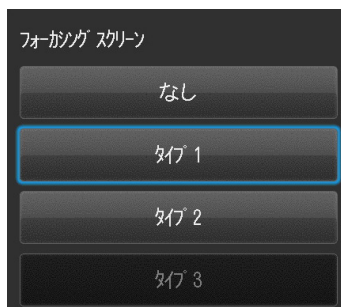 フォーカシング スクリーン
なし
タイプ 1
タイプ 2
タイプ 3